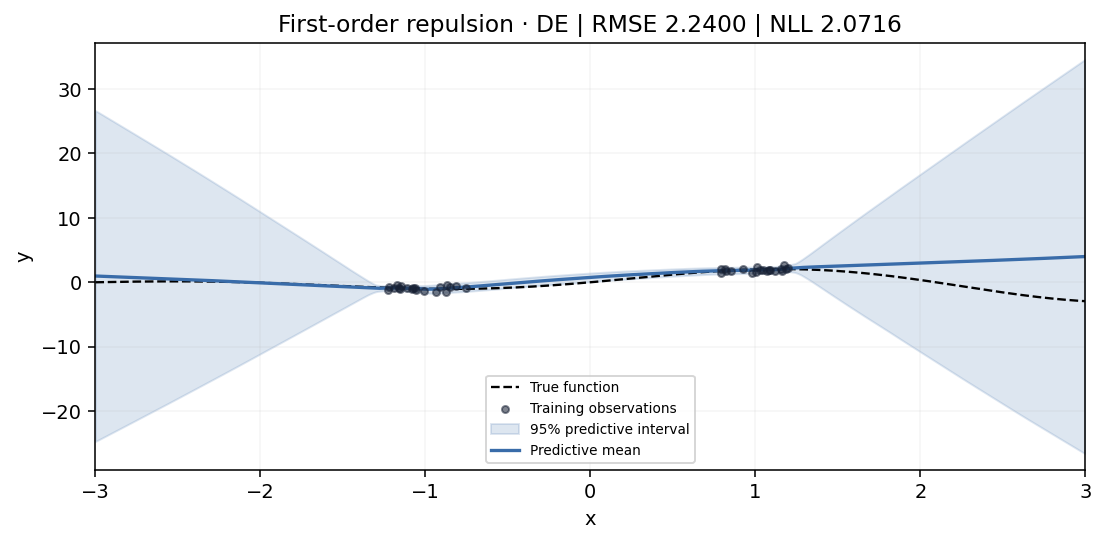 First-order repulsion · DE | RMSE 2.2400 | NLL 2.0716
30
20
10
0
−10
−20
y
True function
Training observations
95% predictive interval
Predictive mean
−3
−2
−1
0
1
2
3
x